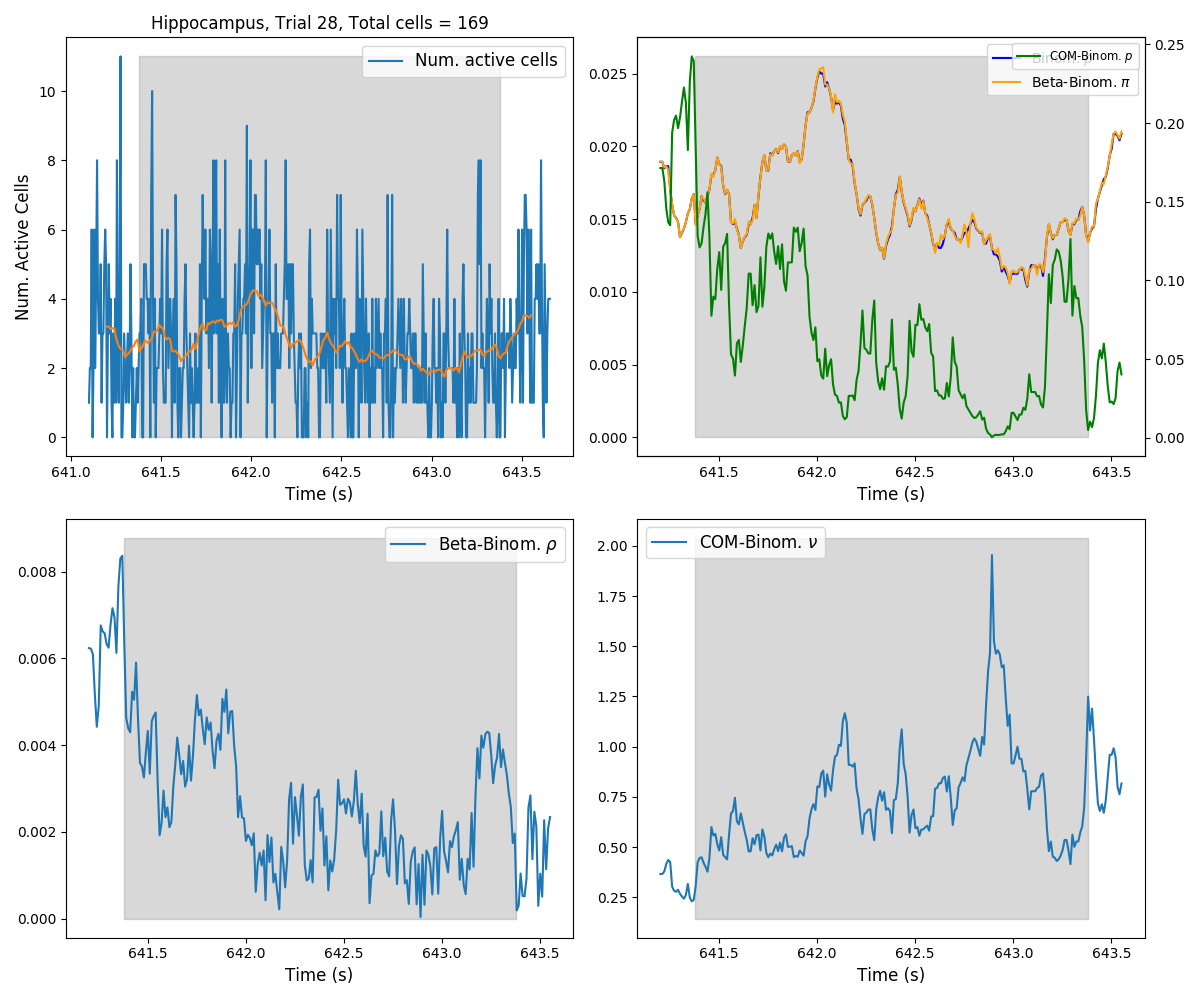 Hippocampus, Trial 28, Total cells = 169
Num. active cells
Num. Active Cells
10
8
6
4
2
0
641.0 641.5 642.0 642.5 643.0 643.5
Time (s)
COM-Binom. p
Beta-Binom. π
0.025
0.020
0.015
0.010
0.005
0.000
0.25
0.20
0.15
0.10
0.05
0.00
641.5 642.0 642.5 643.0 643.5
Time (s)
Beta-Binom. ρ
0.008
0.006
0.004
0.002
0.000
641.5 642.0 642.5 643.0 643.5
Time (s)
COM-Binom. ν
2.00
1.75
1.50
1.25
1.00
0.75
0.50
0.25
641.5 642.0 642.5 643.0 643.5
Time (s)